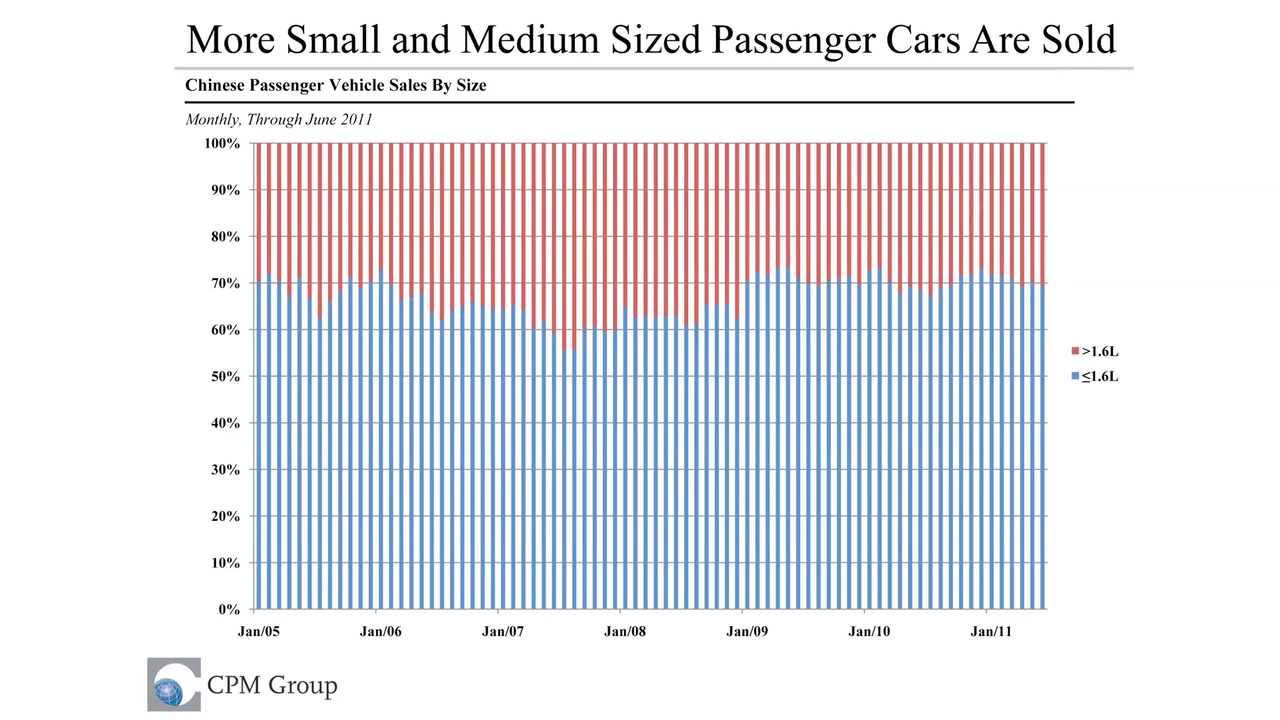 More Small and Medium Sized Passenger Cars Are Sold
Chinese Passenger Vehicle Sales By Size
Monthly, Through June 2011
100%
90%
80%
70%
60%
50%
40%
30%
20%
10%
0%
>1.6L
≤1.6L
Jan/05 Jan/06 Jan/07 Jan/08 Jan/09 Jan/10 Jan/11
CPM Group